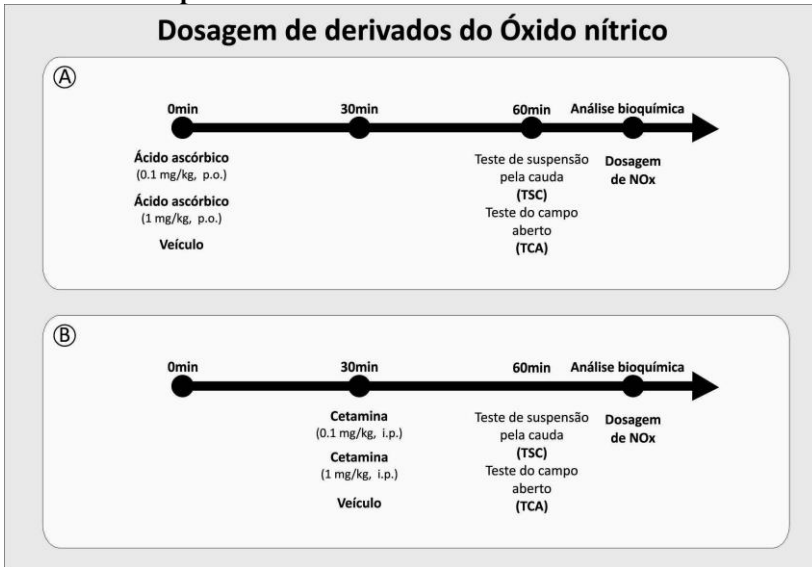 Dosagem de derivados do Óxido nítrico
A
0min 30min 60min Análise bioquímica
Ácido ascórbico
(0.1 mg/kg, p.o.)
Ácido ascórbico
(1 mg/kg, p.o.)
Veículo
Teste de suspensão
pela cauda
(TSC)
Teste do campo
aberto
(TCA)
Dosagem
de NOx
B
0min 30min 60min Análise bioquímica
Cetamina
(0.1 mg/kg, i.p.)
Cetamina
(1 mg/kg, i.p.)
Veículo
Teste de suspensão
pela cauda
(TSC)
Teste do campo
aberto
(TCA)
Dosagem
de NOx